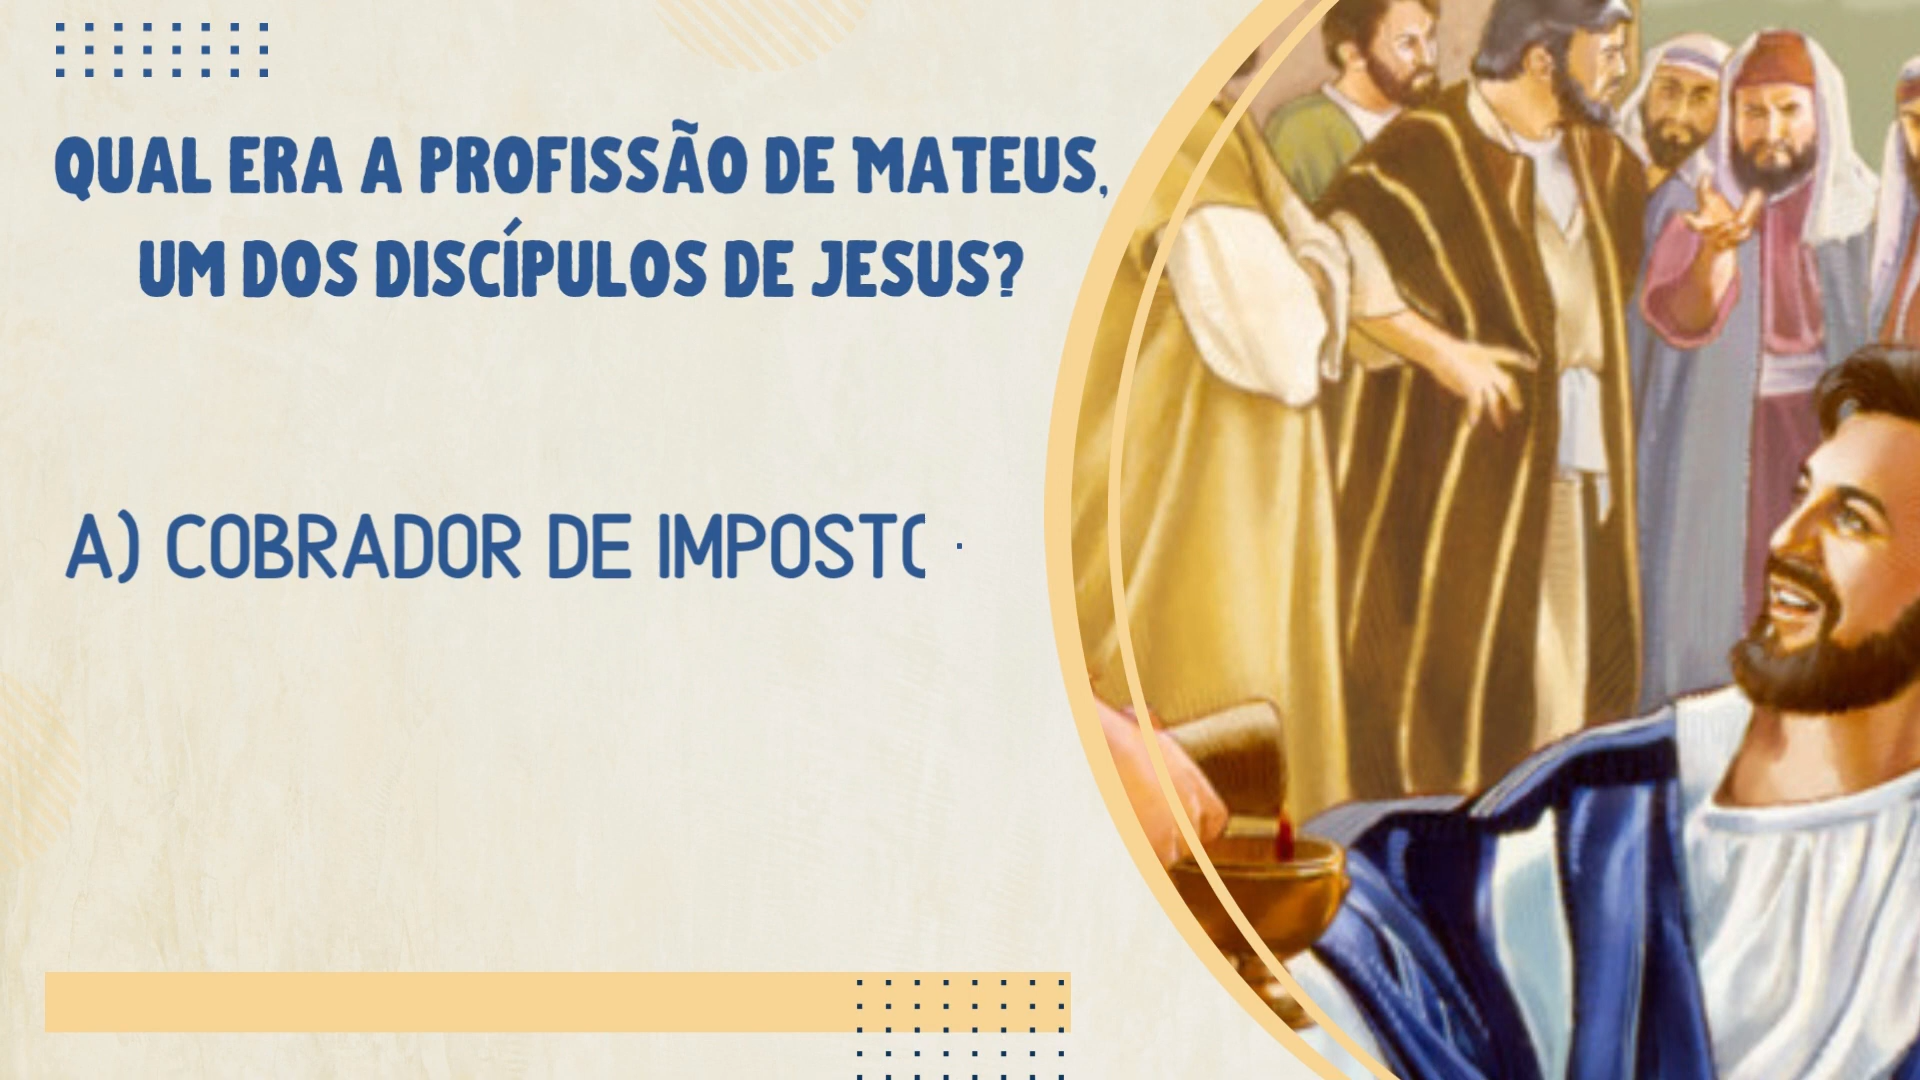 QUAL ERA A PROFISSÃO DE MATEUS,
UM DOS DISCÍPULOS DE JESUS?
A) COBRADOR DE IMPOSTO